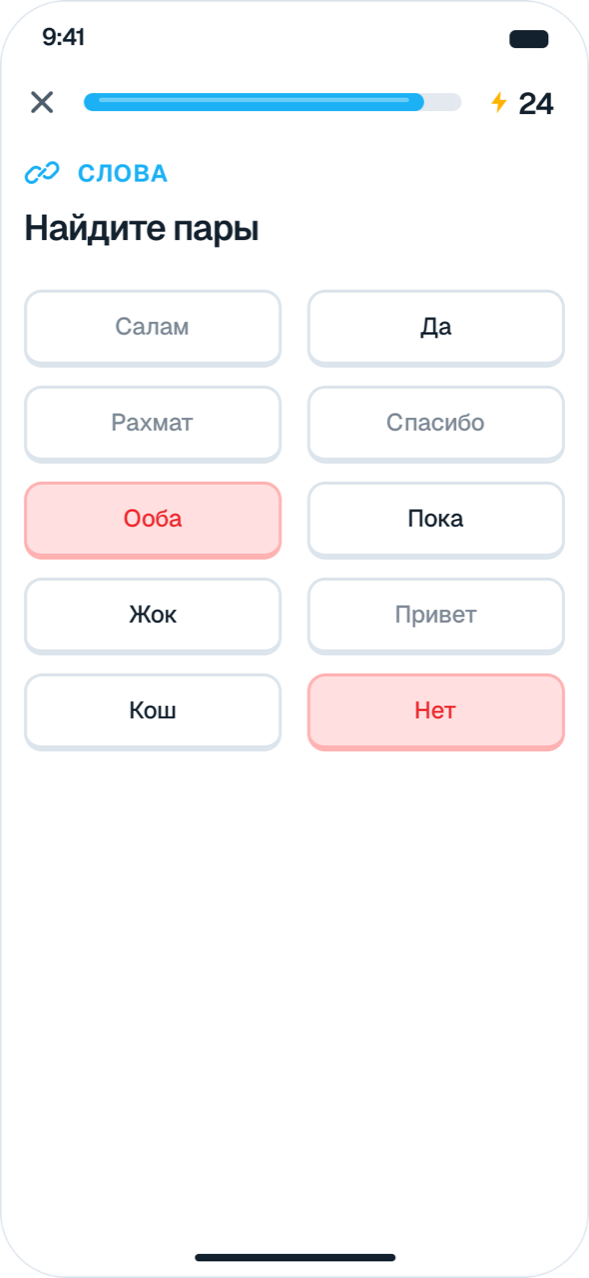 9:41
24
СЛОВА
Найдите пары
Салам
Да
Рахмат
Спасибо
Ооба
Пока
Жок
Привет
Кош
Нет